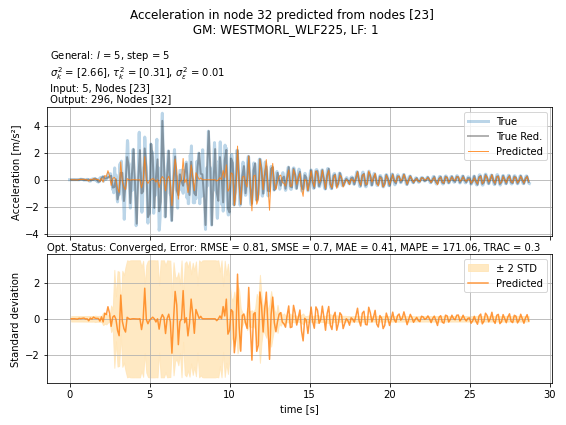 Acceleration in node 32 predicted from nodes [23]
GM: WESTMORL_WLF225, LF: 1
General: l = 5, step = 5
σ²ₖ = [2.66], τ²ₖ = [0.31], σ²ε = 0.01
Input: 5, Nodes [23]
Output: 296, Nodes [32]
Acceleration [m/s²]
4
2
0
−2
−4
True
True Red.
Predicted
Opt. Status: Converged, Error: RMSE = 0.81, SMSE = 0.7, MAE = 0.41, MAPE = 171.06, TRAC = 0.3
Standard deviation
2
0
−2
± 2 STD
Predicted
0 5 10 15 20 25 30
time [s]